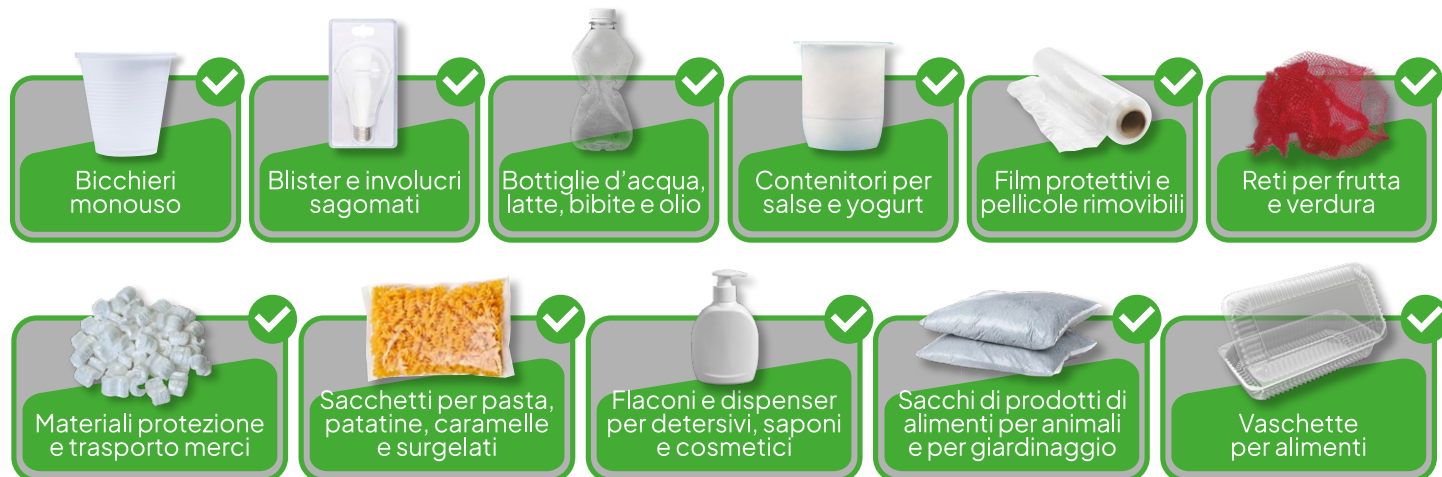 Bicchieri
monouso
Blister e involucri
sagomati
Bottiglie d'acqua,
latte, bibite e olio
Contenitori per
salse e yogurt
Film protettivi e
pellicole rimovibili
Reti per frutta
e verdura
Materiali protezione
e trasporto merci
Sacchetti per pasta,
patatine, caramelle
e surgelati
Flaconi e dispenser
per detersivi, saponi
e cosmetici
Sacchi di prodotti di
alimenti per animali
e per giardinaggio
Vaschette
per alimenti